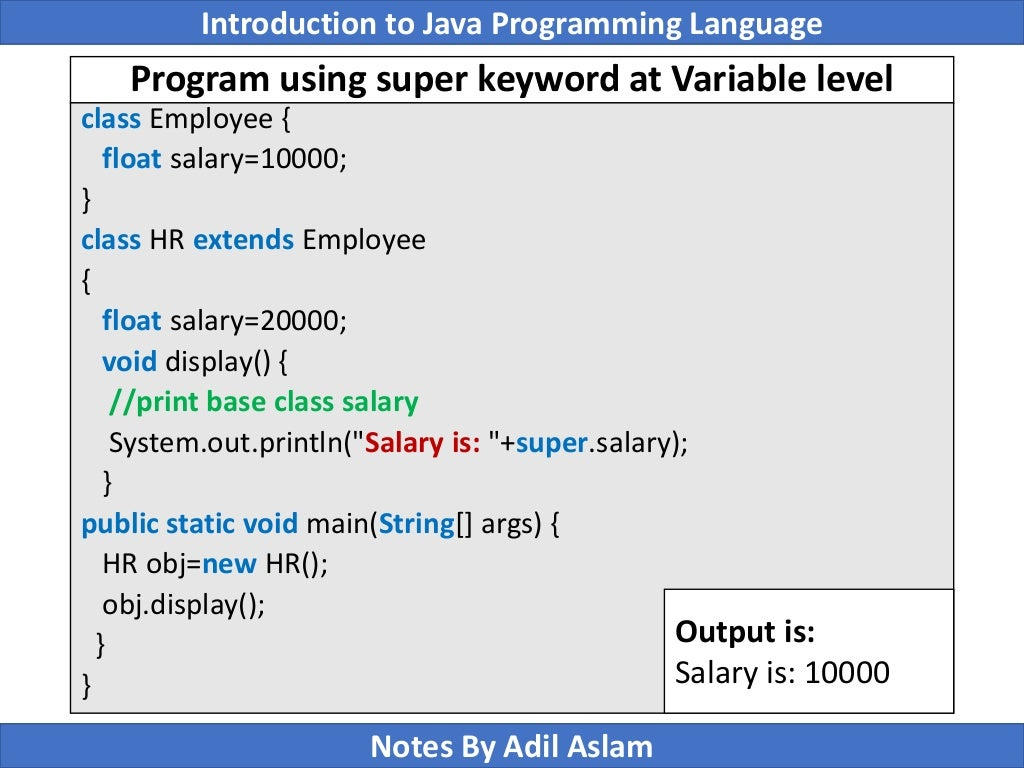 Introduction to Java Programming Language
Program using super keyword at Variable level
class Employee {
float salary=10000;
}
class HR extends Employee
{
float salary=20000;
void display() {
//print base class salary
System.out.println("Salary is: "+super.salary);
}
public static void main(String[] args) {
HR obj=new HR();
obj.display();
}
}
Output is:
Salary is: 10000
Notes By Adil Aslam